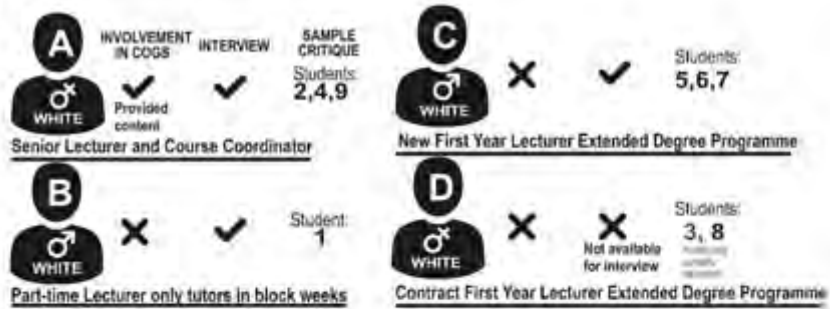 A
INVOLVEMENT IN COGS
INTERVIEW
SAMPLE CRITIQUE
Students:
2,4,9
WHITE
Provided content
Senior Lecturer and Course Coordinator
C
Students:
5,6,7
WHITE
New First Year Lecturer Extended Degree Programme
B
Student:
1
WHITE
Part-time Lecturer only tutors in block weeks
D
Students:
3, 8
Not available for interview
WHITE
Contract First Year Lecturer Extended Degree Programme